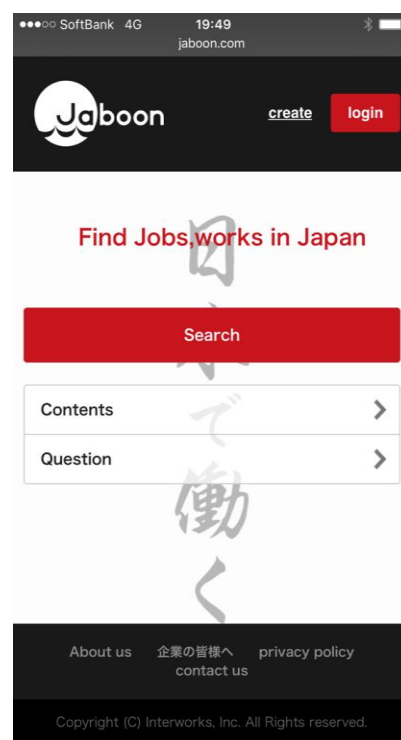 SoftBank 4G 19:49
jaboon.com
Jaboon
create
login
Find Jobs,works in Japan
Search
Contents
Question
日本で働く
About us 企業の皆様へ privacy policy
contact us
Copyright (C) Interworks, Inc. All Rights reserved.